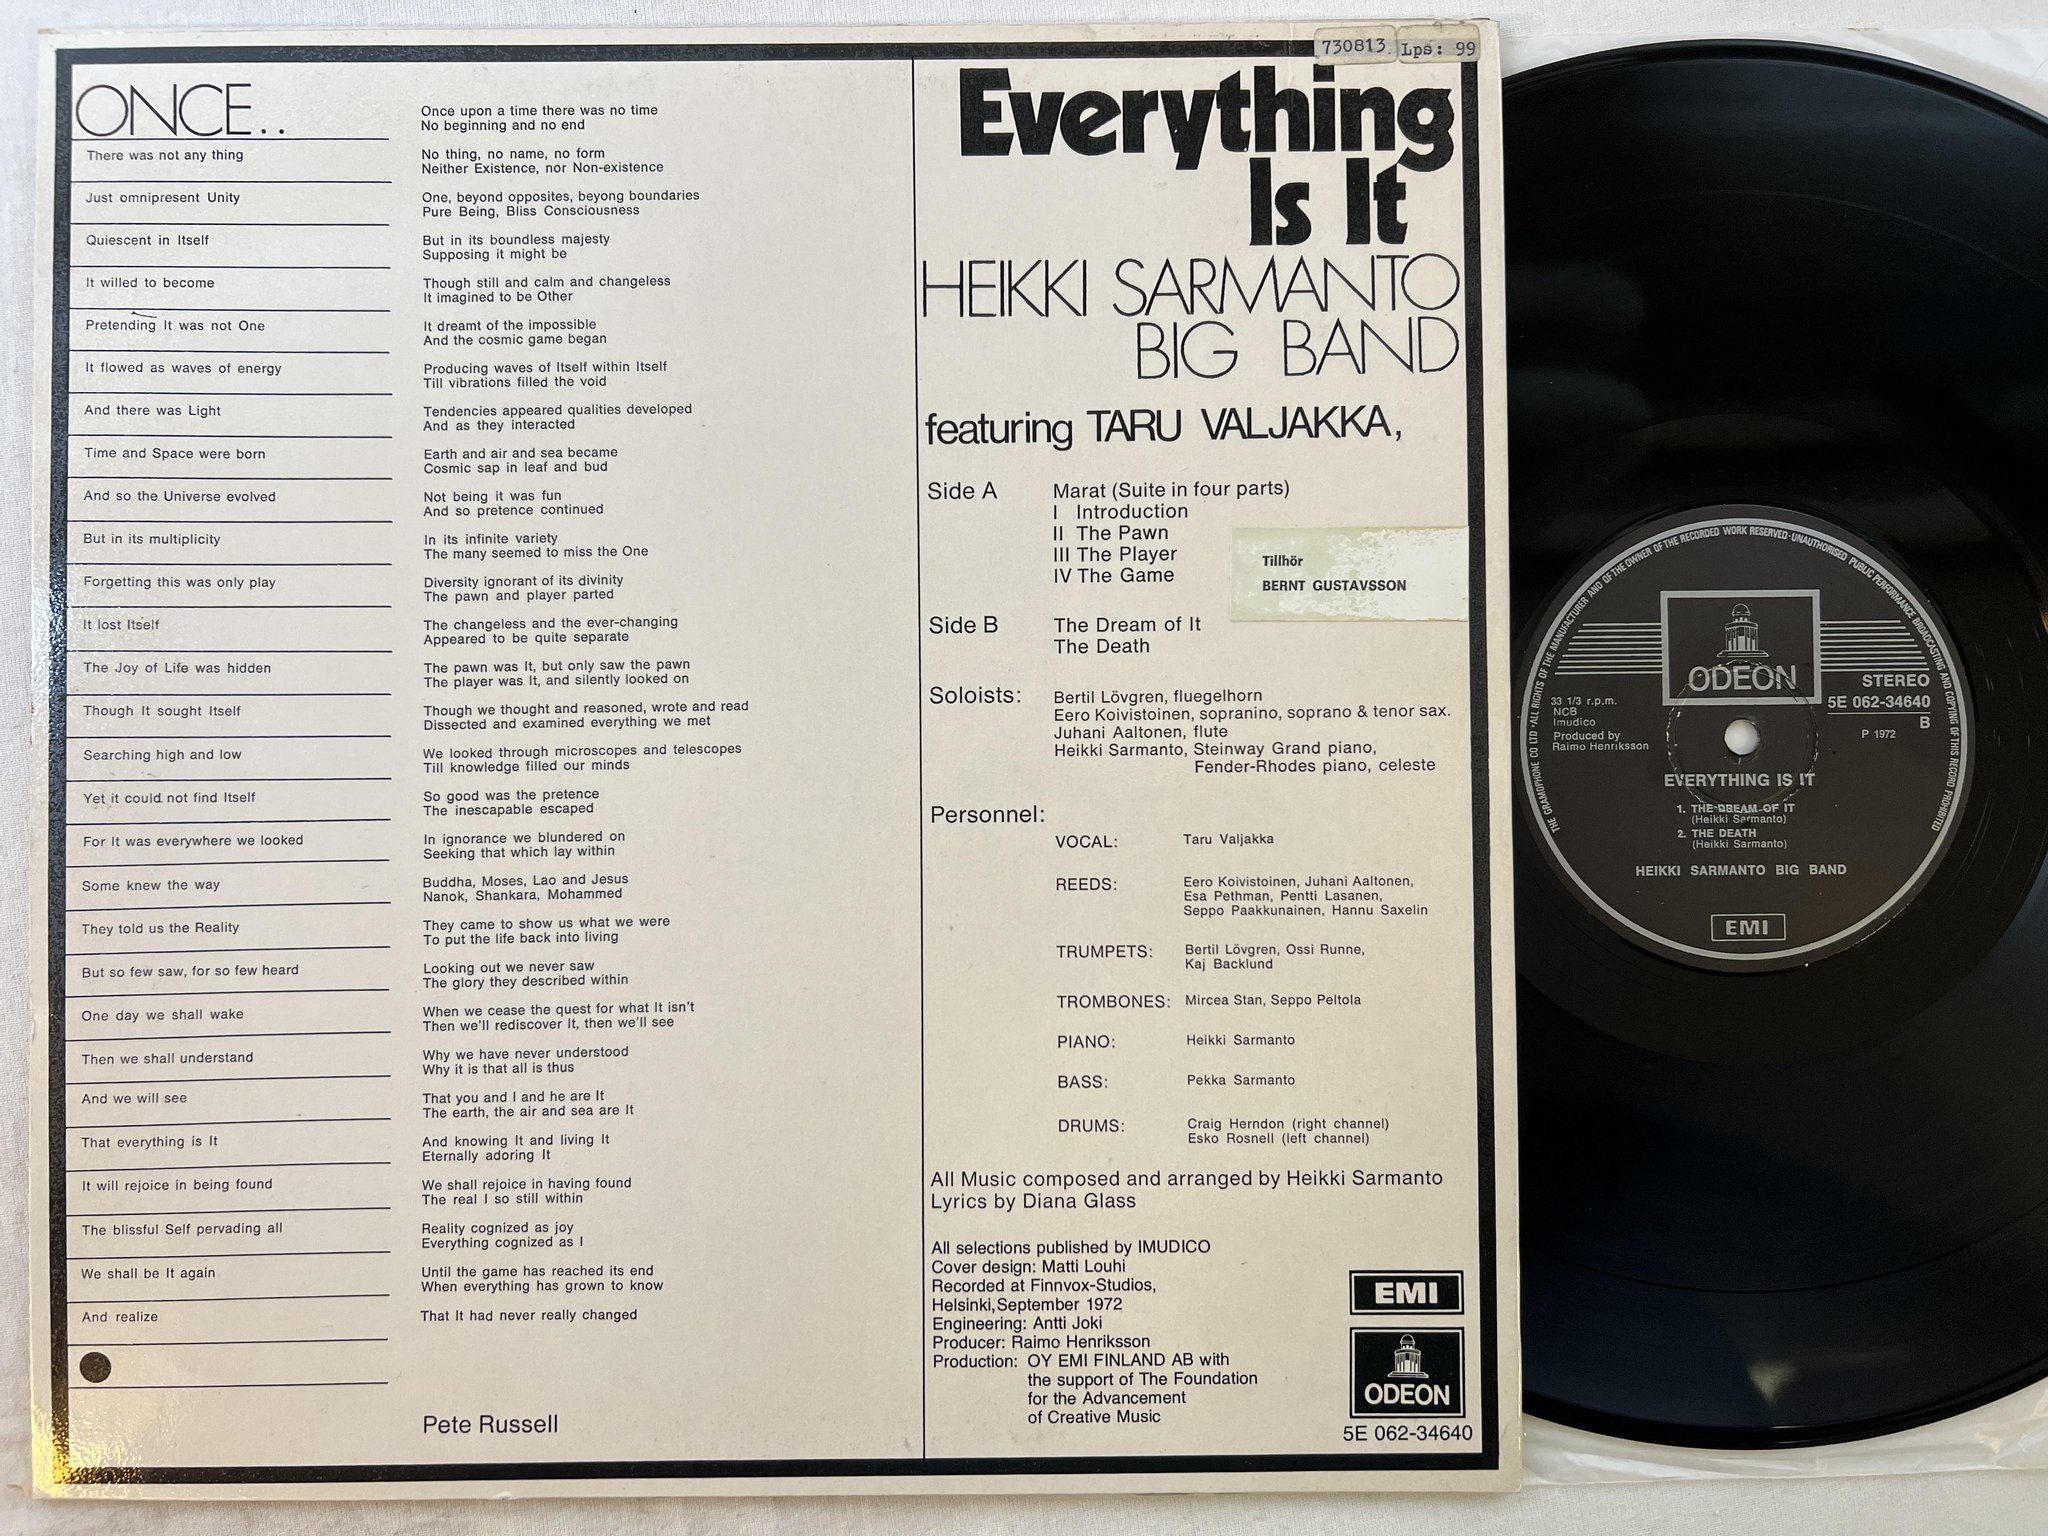 730813. Lps: 99
ONCE..
Once upon a time there was no time
No beginning and no end
There was not any thing
No thing, no name, no form
Neither Existence, nor Non-existence
Just omnipresent Unity
One, beyond opposites, beyong boundaries
Pure Being, Bliss Consciousness
Quiescent in Itself
But in its boundless majesty
Supposing it might be
It willed to become
Though still and calm and changeless
It imagined to be Other
Pretending It was not One
It dreamt of the impossible
And the cosmic game began
It flowed as waves of energy
Producing waves of Itself within Itself
Till vibrations filled the void
And there was Light
Tendencies appeared qualities developed
And as they interacted
Time and Space were born
Earth and air and sea became
Cosmic sap in leaf and bud
And so the Universe evolved
Not being it was fun
And so pretence continued
But in its multiplicity
In its infinite variety
The many seemed to miss the One
Forgetting this was only play
Diversity ignorant of its divinity
The pawn and player parted
It lost Itself
The changeless and the ever-changing
Appeared to be quite separate
The Joy of Life was hidden
The pawn was It, but only saw the pawn
The player was It, and silently looked on
Though It sought Itself
Though we thought and reasoned, wrote and read
Dissected and examined everything we met
Searching high and low
We looked through microscopes and telescopes
Till knowledge filled our minds
Yet it could not find Itself
So good was the pretence
The inescapable escaped
For It was everywhere we looked
In ignorance we blundered on
Seeking that which lay within
Some knew the way
Buddha, Moses, Lao and Jesus
Nanok, Shankara, Mohammed
They told us the Reality
They came to show us what we were
To put the life back into living
But so few saw, for so few heard
Looking out we never saw
The glory they described within
One day we shall wake
When we cease the quest for what It isn't
Then we'll rediscover It, then we'll see
Then we shall understand
Why we have never understood
Why it is that all is thus
And we will see
That you and I and he are It
The earth, the air and sea are It
That everything is It
And knowing It and living It
Eternally adoring It
It will rejoice in being found
We shall rejoice in having found
The real I so still within
The blissful Self pervading all
Reality cognized as joy
Everything cognized as I
We shall be It again
Until the game has reached its end
When everything has grown to know
And realize
That It had never really changed
Pete Russell
Everything
Is It
HEIKKI SARMANTO
BIG BAND
featuring TARU VALJAKKA,
Side A Marat (Suite in four parts)
I Introduction
II The Pawn
III The Player
IV The Game
Tillhör
BERNT GUSTAVSSON
Side B The Dream of It
The Death
Soloists: Bertil Lövgren, fluegelhorn
Eero Koivistoinen, sopranino, soprano & tenor sax.
Juhani Aaltonen, flute
Heikki Sarmanto, Steinway Grand piano,
Fender-Rhodes piano, celeste
Personnel:
VOCAL: Taru Valjakka
REEDS: Eero Koivistoinen, Juhani Aaltonen,
Esa Pethman, Pentti Lasanen,
Seppo Paakkunainen, Hannu Saxelin
TRUMPETS: Bertil Lövgren, Ossi Runne,
Kaj Backlund
TROMBONES: Mircea Stan, Seppo Peltola
PIANO: Heikki Sarmanto
BASS: Pekka Sarmanto
DRUMS: Craig Herndon (right channel)
Esko Rosnell (left channel)
All Music composed and arranged by Heikki Sarmanto
Lyrics by Diana Glass
All selections published by IMUDICO
Cover design: Matti Louhi
Recorded at Finnvox-Studios,
Helsinki,September 1972
Engineering: Antti Joki
Producer: Raimo Henriksson
Production: OY EMI FINLAND AB with
the support of The Foundation
for the Advancement
of Creative Music
EMI
ODEON
5E 062-34640
THE GRAMOPHONE CO LTD·ALL RIGHTS OF THE MANUFACTURER AND OF THE OWNER OF THE RECORDED WORK RESERVED·UNAUTHORISED PUBLIC PERFORMANCE BROADCASTING AND COPYING OF THIS RECORD PROHIBITED
ODEON
STEREO
5E 062-34640
B
P 1972
33 1/3 r.p.m.
NCB
Imudico
Produced by
Raimo Henriksson
EVERYTHING IS IT
1. THE DREAM OF IT
(Heikki Sarmanto)
2. THE DEATH
(Heikki Sarmanto)
HEIKKI SARMANTO BIG BAND
EMI